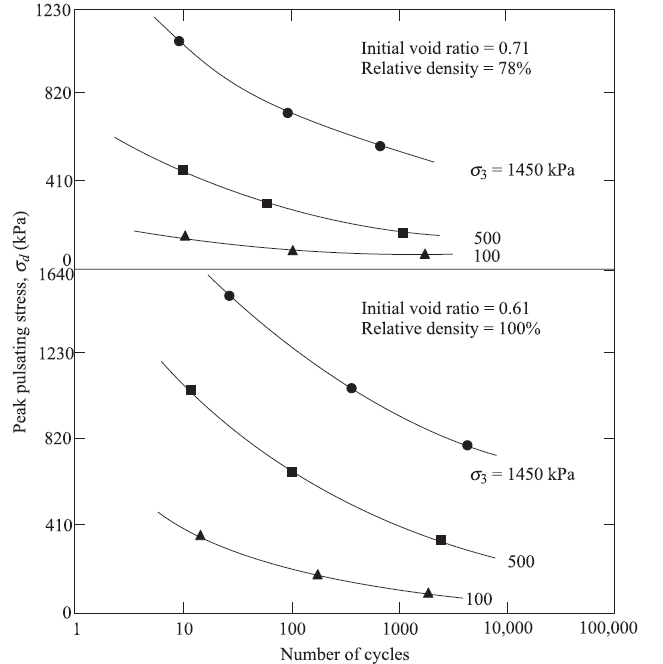 1230
Initial void ratio = 0.71
Relative density = 78%
820
σ3 = 1450 kPa
410
500
100
0
Peak pulsating stress, σd (kPa)
1640
Initial void ratio = 0.61
Relative density = 100%
1230
820
σ3 = 1450 kPa
410
500
100
0
1 10 100 1000 10,000 100,000
Number of cycles